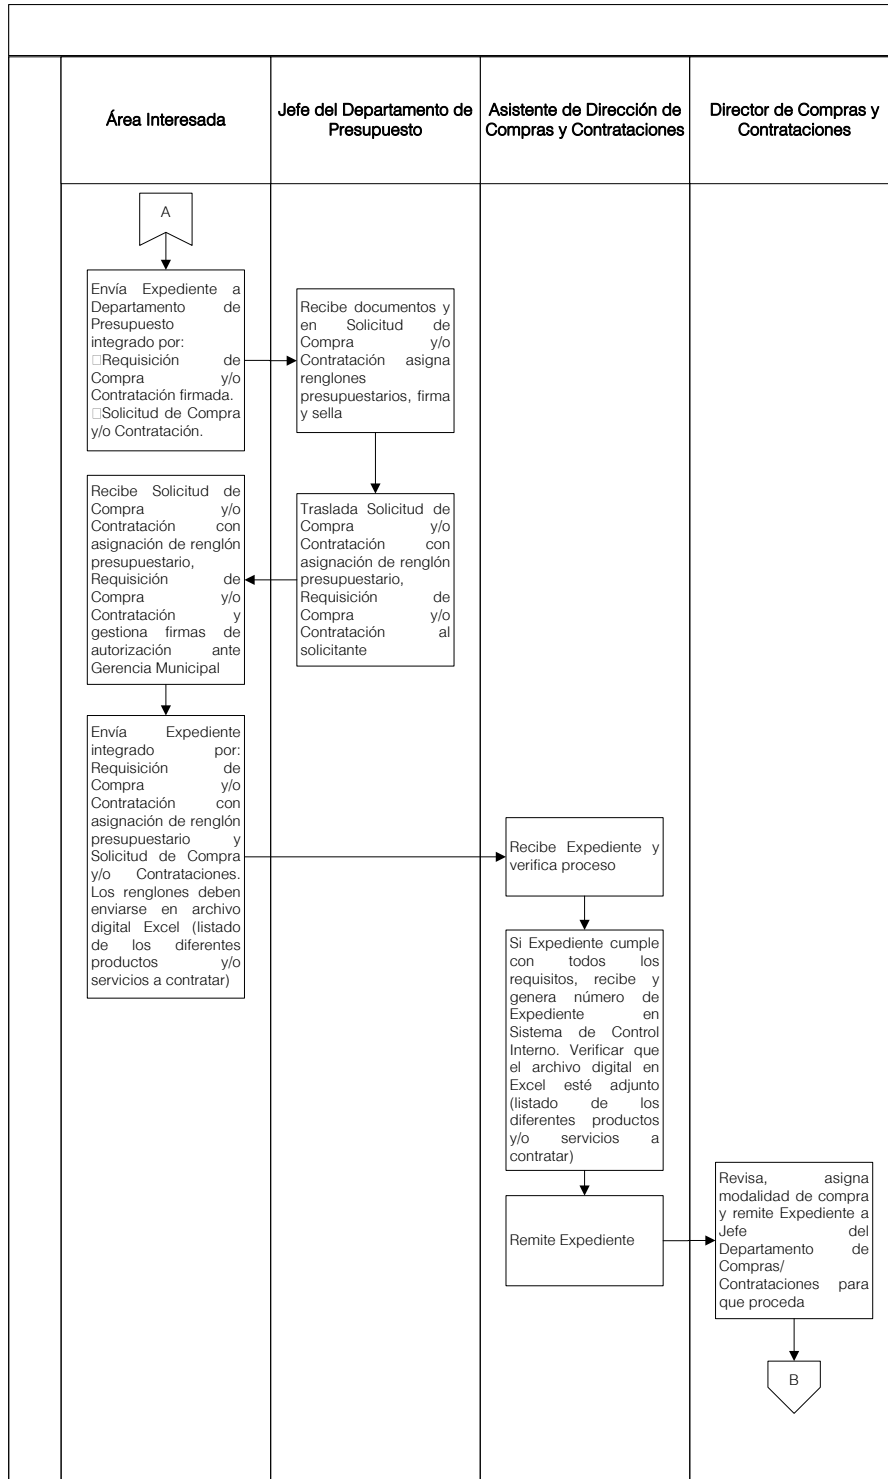 Área Interesada
Jefe del Departamento de
Presupuesto
Asistente de Dirección de
Compras y Contrataciones
Director de Compras y
Contrataciones
A
Envía Expediente a
Departamento de
Presupuesto
integrado por:
□Requisición de
Compra y/o
Contratación firmada.
□Solicitud de Compra
y/o Contratación.
Recibe documentos y
en Solicitud de
Compra y/o
Contratación asigna
renglones
presupuestarios, firma
y sella
Traslada Solicitud de
Compra y/o
Contratación con
asignación de renglón
presupuestario,
Requisición de
Compra y/o
Contratación al
solicitante
Recibe Solicitud de
Compra y/o
Contratación con
asignación de renglón
presupuestario,
Requisición de
Compra y/o
Contratación y
gestiona firmas de
autorización ante
Gerencia Municipal
Envía Expediente
integrado por:
Requisición de
Compra y/o
Contratación con
asignación de renglón
presupuestario y
Solicitud de Compra
y/o Contrataciones.
Los renglones deben
enviarse en archivo
digital Excel (listado
de los diferentes
productos y/o
servicios a contratar)
Recibe Expediente y
verifica proceso
Si Expediente cumple
con todos los
requisitos, recibe y
genera número de
Expediente en
Sistema de Control
Interno. Verificar que
el archivo digital en
Excel esté adjunto
(listado de los
diferentes productos
y/o servicios a
contratar)
Remite Expediente
Revisa, asigna
modalidad de compra
y remite Expediente a
Jefe del
Departamento de
Compras/
Contrataciones para
que proceda
B